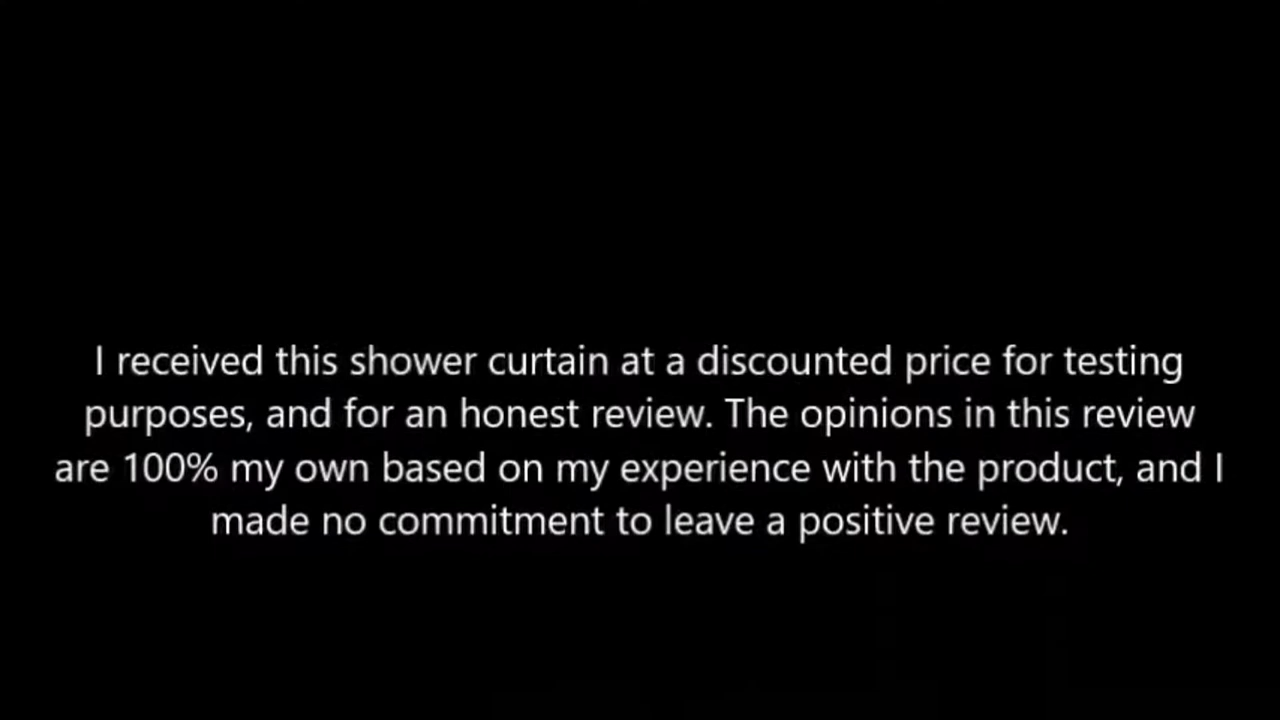 I received this shower curtain at a discounted price for testing
purposes, and for an honest review. The opinions in this review
are 100% my own based on my experience with the product, and I
made no commitment to leave a positive review.